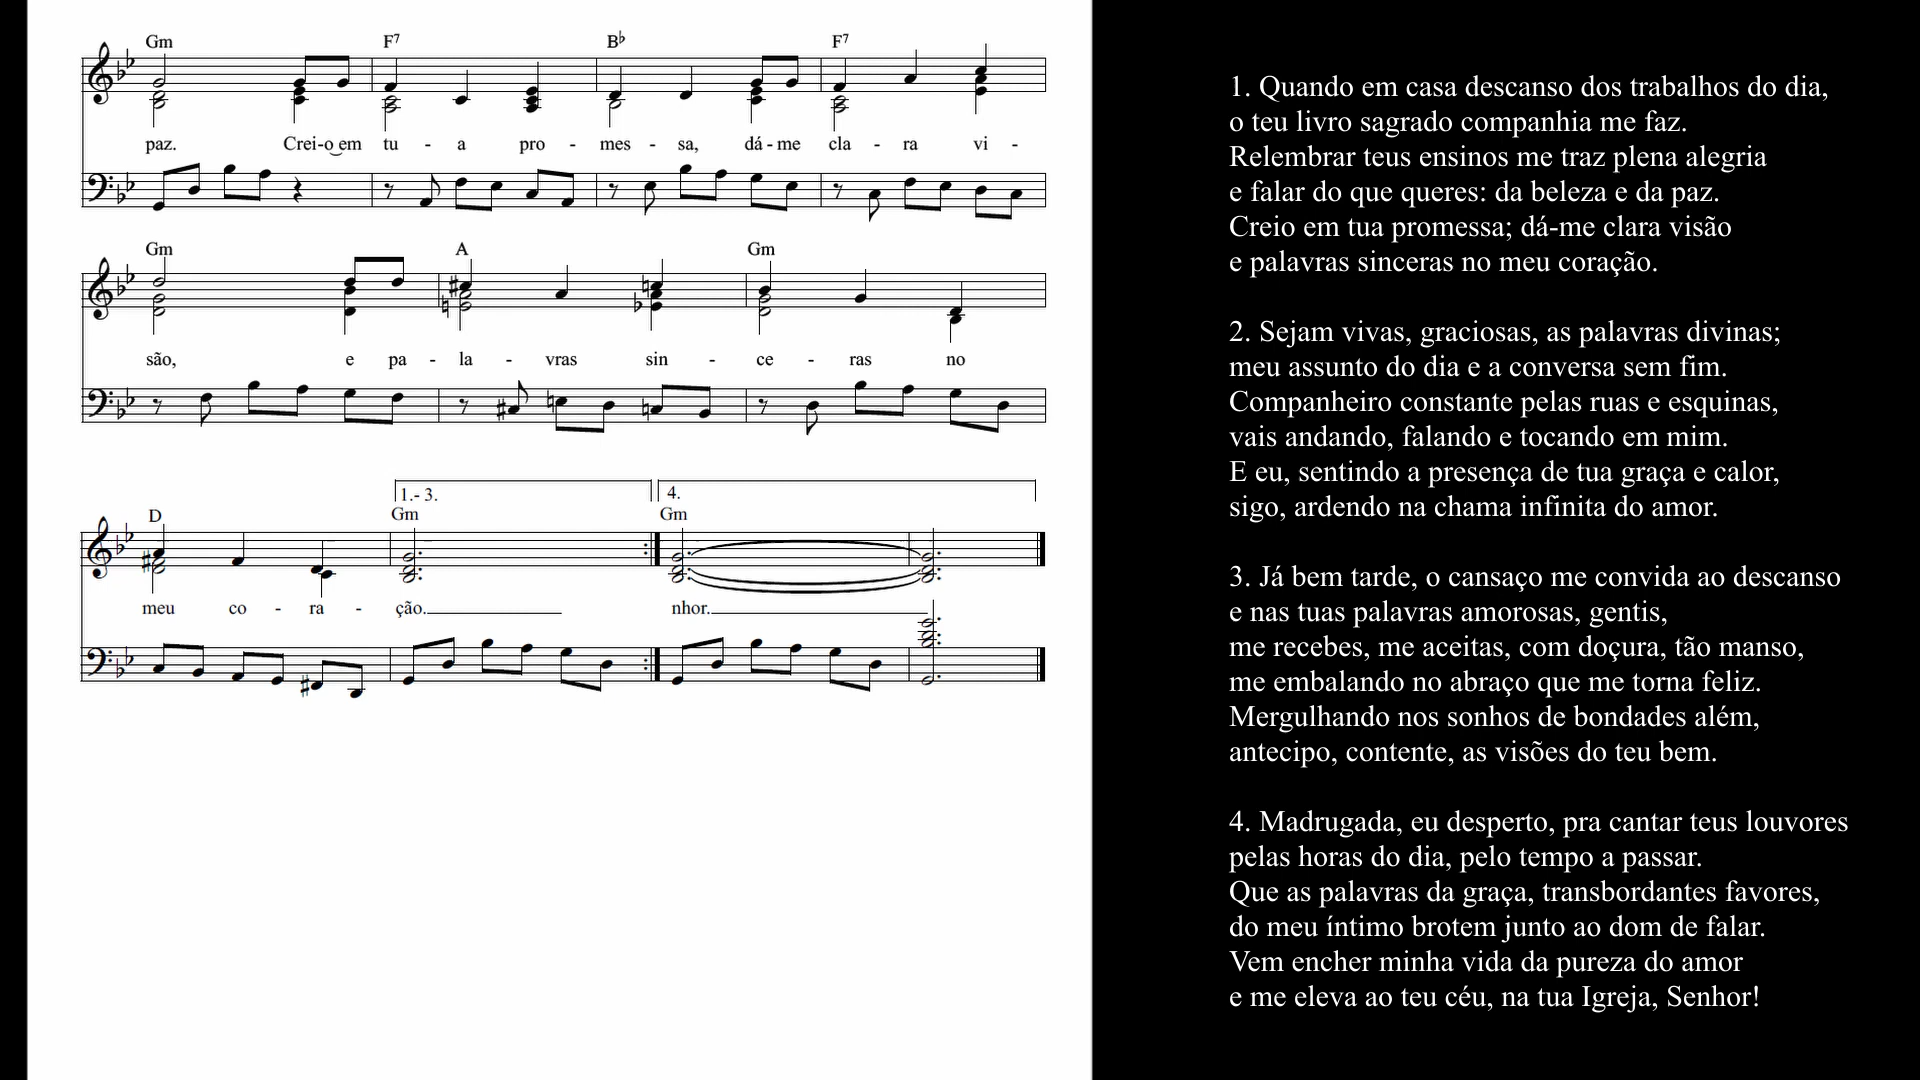 Gm F7 B♭ F7
paz. Crei-o em tu - a pro - mes - sa, dá - me cla - ra vi -
Gm A Gm
são, e pa - la - vras sin - ce - ras no
1.- 3. 4.
D Gm Gm
meu co - ra - ção. nhor.
1. Quando em casa descanso dos trabalhos do dia,
o teu livro sagrado companhia me faz.
Relembrar teus ensinos me traz plena alegria
e falar do que queres: da beleza e da paz.
Creio em tua promessa; dá-me clara visão
e palavras sinceras no meu coração.
2. Sejam vivas, graciosas, as palavras divinas;
meu assunto do dia e a conversa sem fim.
Companheiro constante pelas ruas e esquinas,
vais andando, falando e tocando em mim.
E eu, sentindo a presença de tua graça e calor,
sigo, ardendo na chama infinita do amor.
3. Já bem tarde, o cansaço me convida ao descanso
e nas tuas palavras amorosas, gentis,
me recebes, me aceitas, com doçura, tão manso,
me embalando no abraço que me torna feliz.
Mergulhando nos sonhos de bondades além,
antecipo, contente, as visões do teu bem.
4. Madrugada, eu desperto, pra cantar teus louvores
pelas horas do dia, pelo tempo a passar.
Que as palavras da graça, transbordantes favores,
do meu íntimo brotem junto ao dom de falar.
Vem encher minha vida da pureza do amor
e me eleva ao teu céu, na tua Igreja, Senhor!